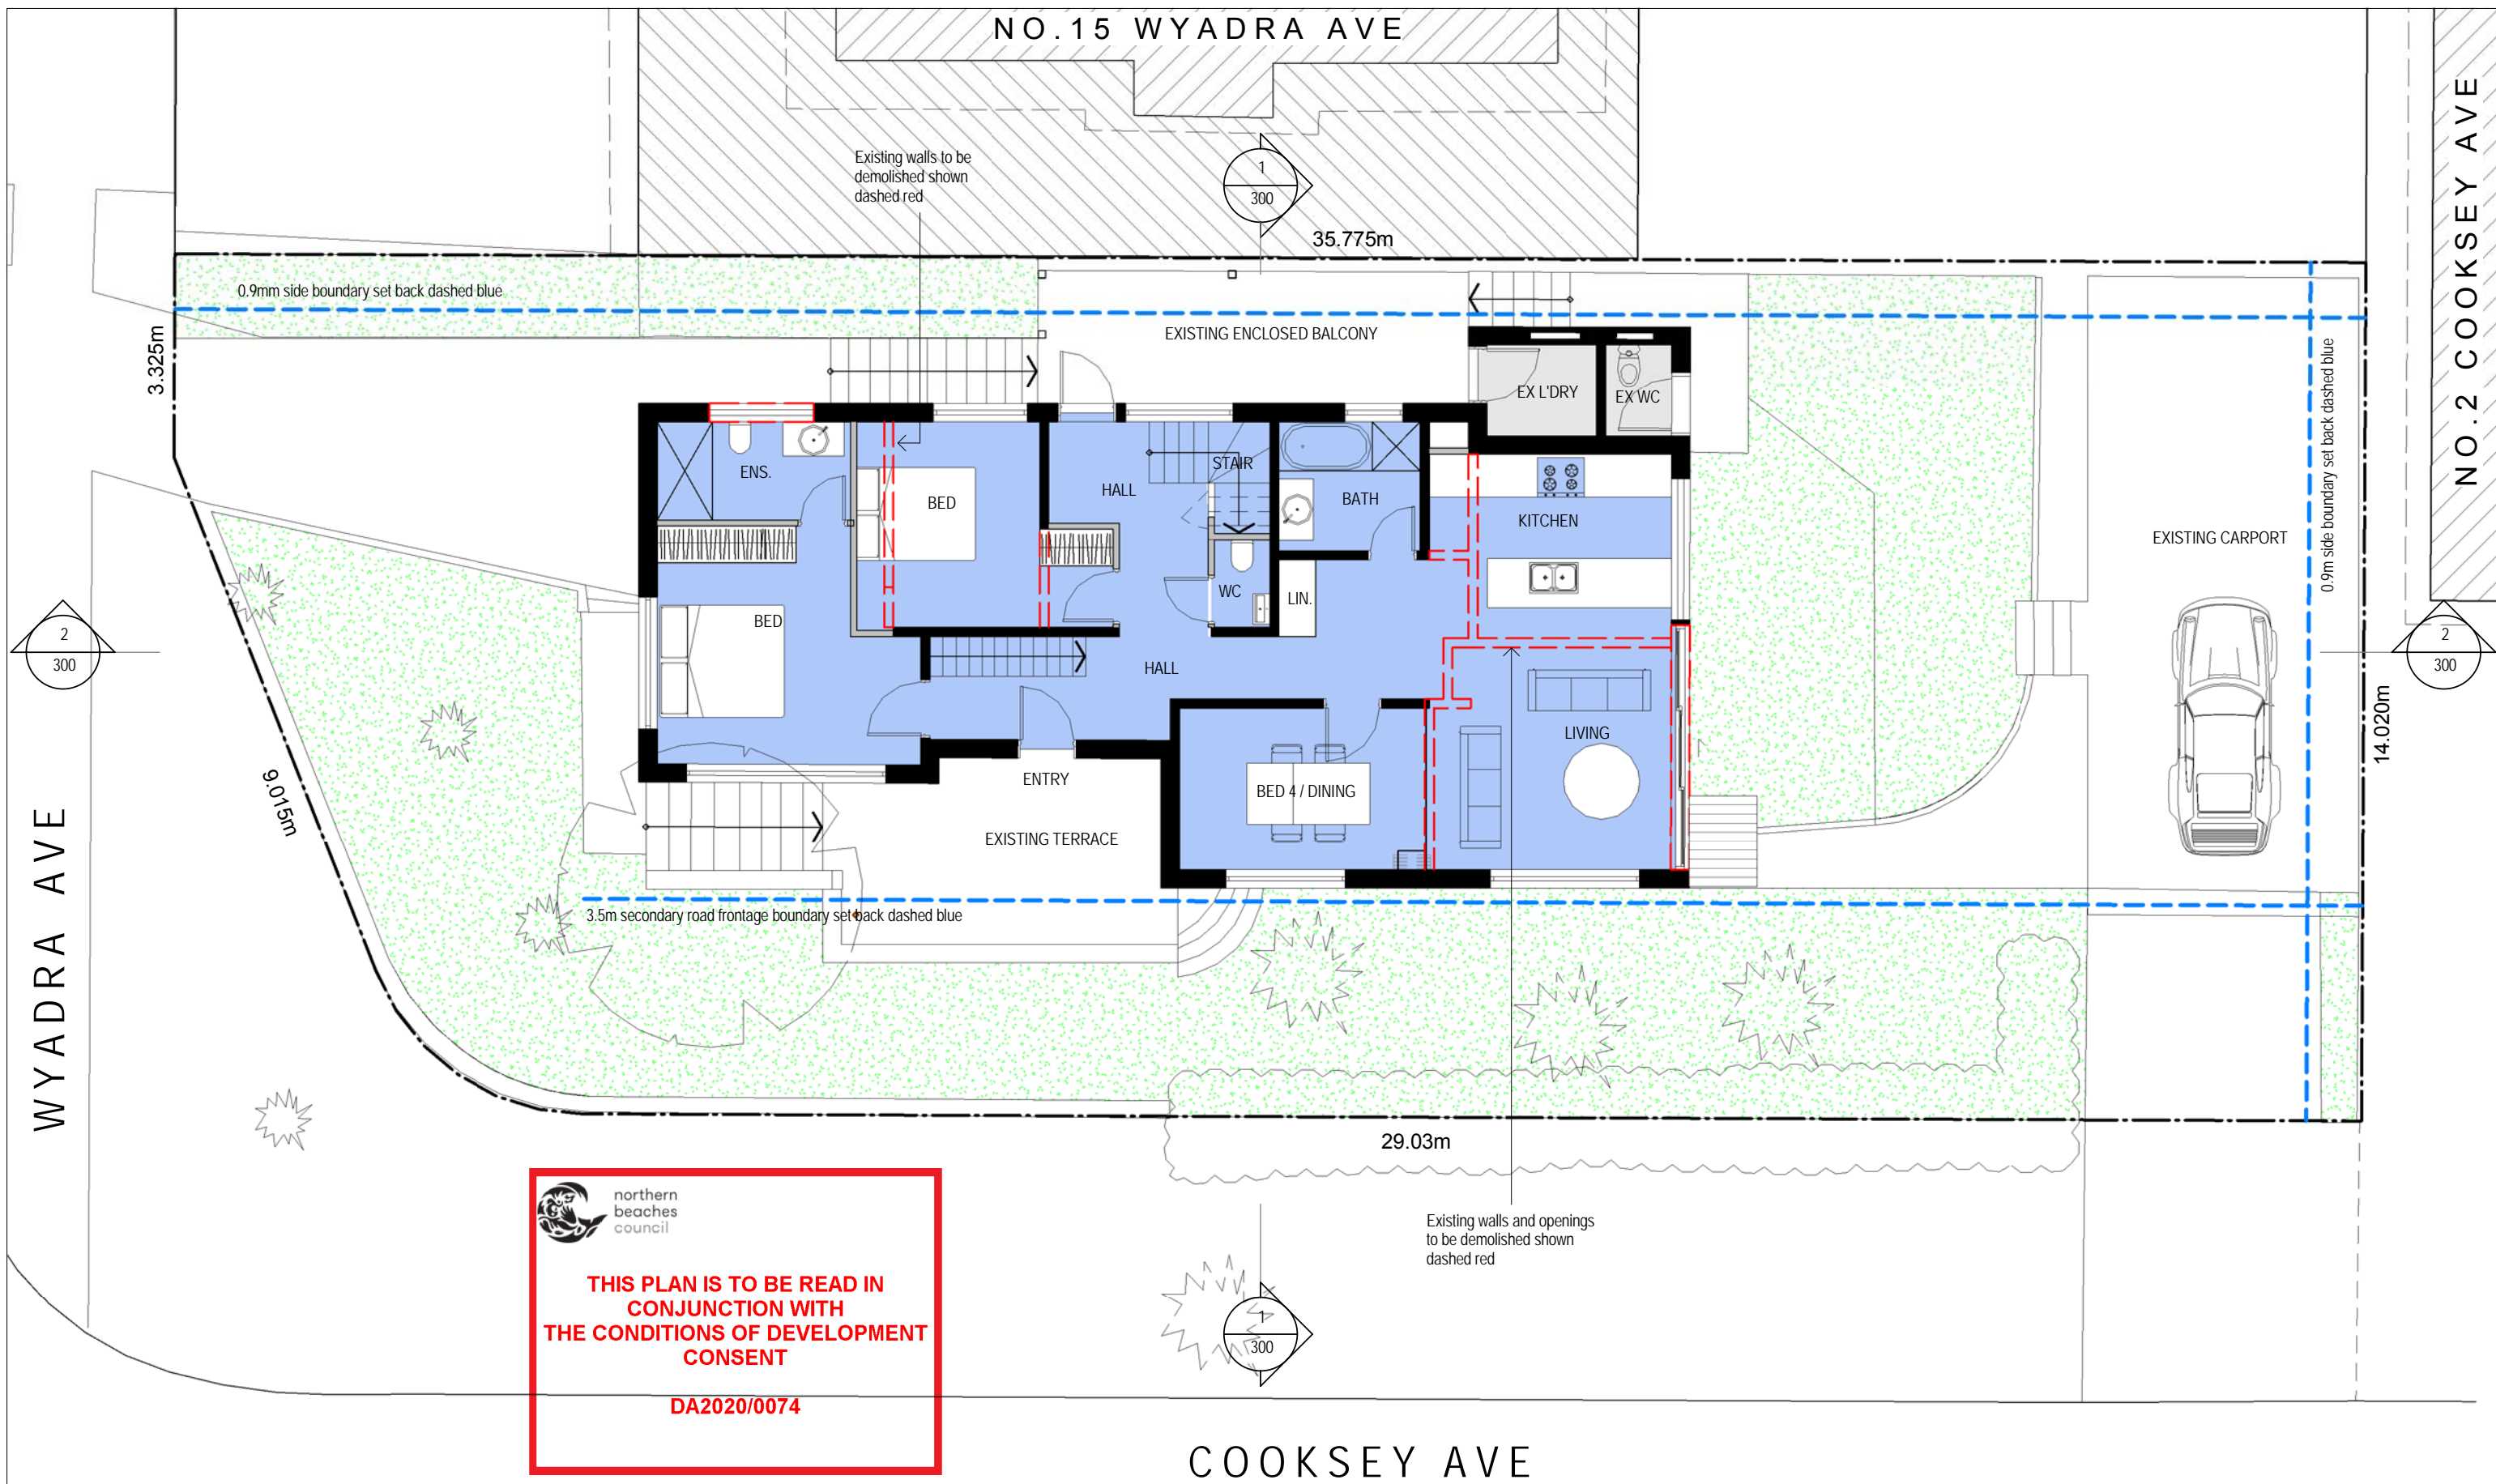 NO.15 WYADRA AVE
NO.2 COOKSEY AVE
Existing walls to be
demolished shown
dashed red
1
300
35.775m
0.9mm side boundary set back dashed blue
3.325m
EXISTING ENCLOSED BALCONY
EX L'DRY
EX WC
0.9m side boundary set back dashed blue
ENS.
BED
HALL
STAIR
BATH
KITCHEN
EXISTING CARPORT
WC
LIN.
BED
2
300
2
300
HALL
LIVING
14.020m
9.015m
ENTRY
BED 4 / DINING
EXISTING TERRACE
3.5m secondary road frontage boundary set back dashed blue
WYADRA AVE
29.03m
northern
beaches
council
THIS PLAN IS TO BE READ IN
CONJUNCTION WITH
THE CONDITIONS OF DEVELOPMENT
CONSENT
DA2020/0074
Existing walls and openings
to be demolished shown
dashed red
1
300
COOKSEY AVE